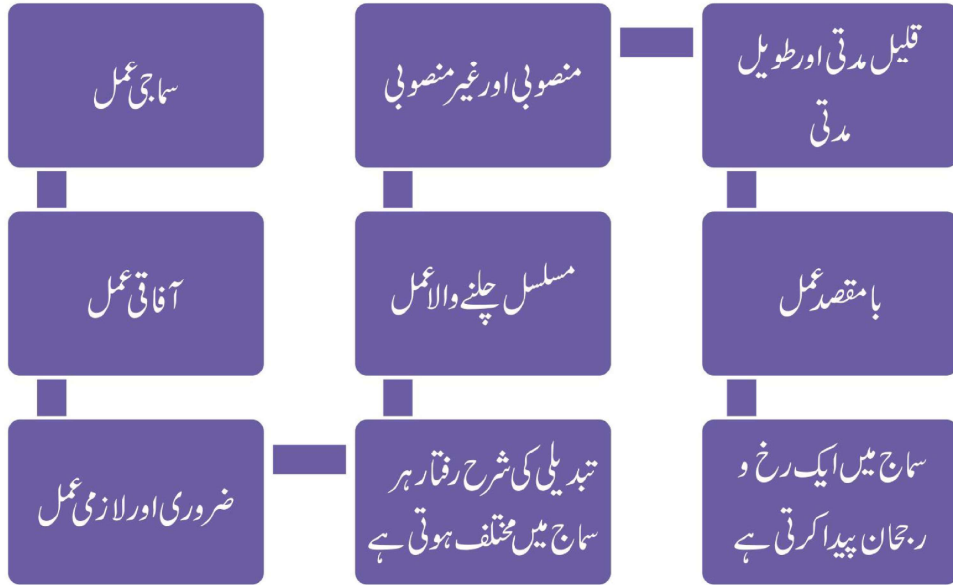 سماجی عمل
آفاقی عمل
ضروری اور لازمی عمل
تبدیلی کی شرح رفتار ہر
سماج میں مختلف ہوتی ہے
مسلسل چلنے والا عمل
منصوبی اور غیر منصوبی
قلیل مدتی اور طویل
مدتی
با مقصد عمل
سماج میں ایک رخ و
رجحان پیدا کرتی ہے